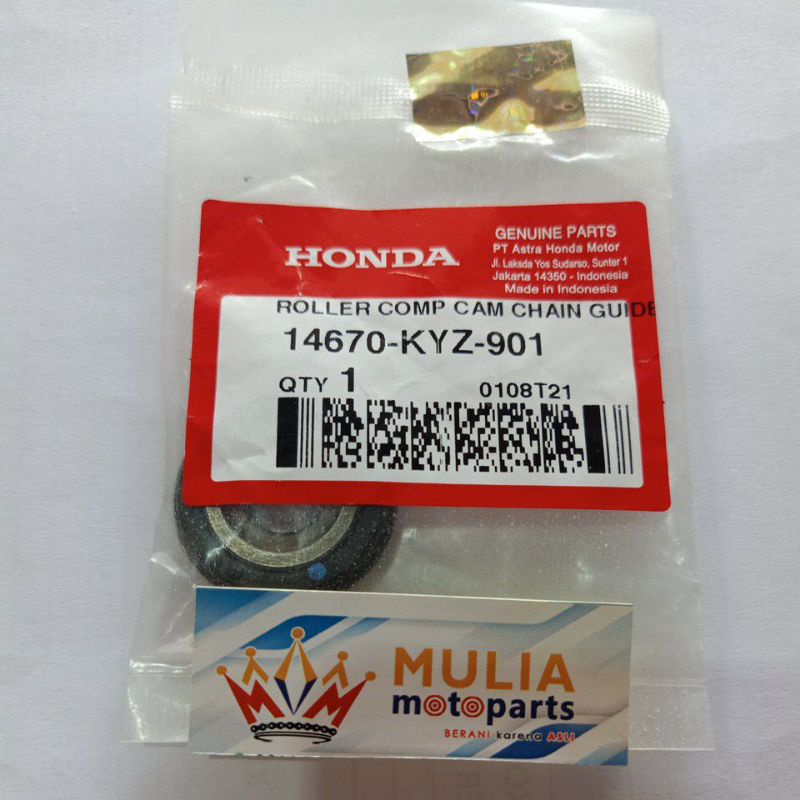 HONDA
GENUINE PARTS
PT Astra Honda Motor
Jl. Laksda Yos Sudarso, Sunter 1
Jakarta 14350 - Indonesia
Made in Indonesia
ROLLER COMP CAM CHAIN GUIDE
14670-KYZ-901
QTY 1 0108T21
MM
MULIA
motoparts
BERANI karena ASLI